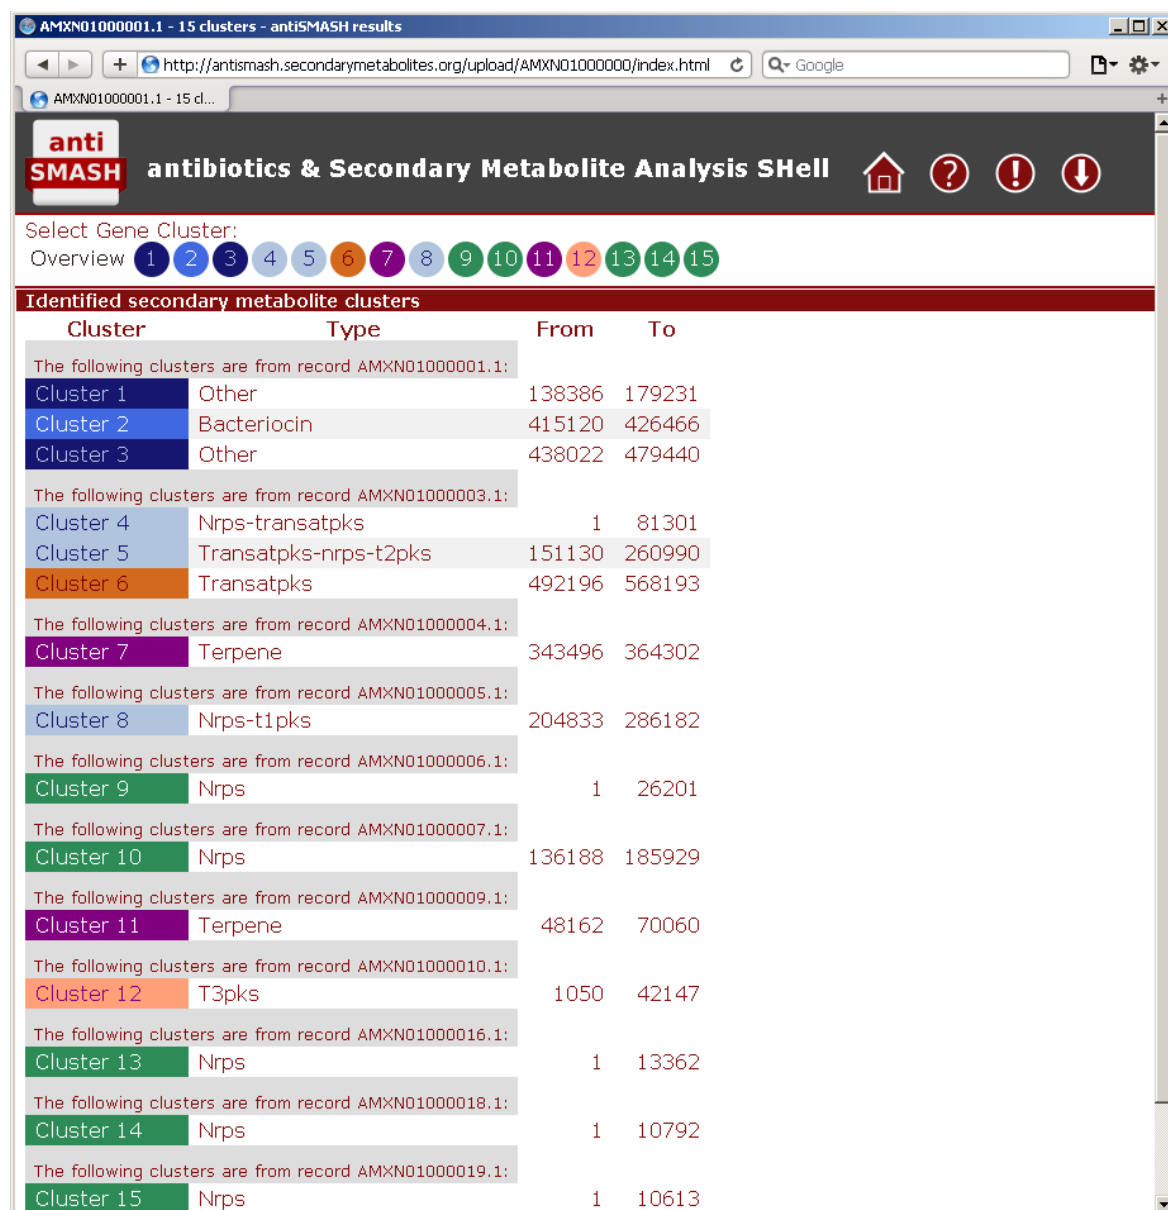 AMXN01000001.1 - 15 clusters - antiSMASH results
http://antismash.secondarymetabolites.org/upload/AMXN01000000/index.html Google
AMXN01000001.1 - 15 cl...
anti
SMASH
antibiotics & Secondary Metabolite Analysis SHell
Select Gene Cluster:
Overview 1 2 3 4 5 6 7 8 9 10 11 12 13 14 15
Identified secondary metabolite clusters
Cluster Type From To
The following clusters are from record AMXN01000001.1:
Cluster 1 Other 138386 179231
Cluster 2 Bacteriocin 415120 426466
Cluster 3 Other 438022 479440
The following clusters are from record AMXN01000003.1:
Cluster 4 Nrps-transatpks 1 81301
Cluster 5 Transatpks-nrps-t2pks 151130 260990
Cluster 6 Transatpks 492196 568193
The following clusters are from record AMXN01000004.1:
Cluster 7 Terpene 343496 364302
The following clusters are from record AMXN01000005.1:
Cluster 8 Nrps-t1pks 204833 286182
The following clusters are from record AMXN01000006.1:
Cluster 9 Nrps 1 26201
The following clusters are from record AMXN01000007.1:
Cluster 10 Nrps 136188 185929
The following clusters are from record AMXN01000009.1:
Cluster 11 Terpene 48162 70060
The following clusters are from record AMXN01000010.1:
Cluster 12 T3pks 1050 42147
The following clusters are from record AMXN01000016.1:
Cluster 13 Nrps 1 13362
The following clusters are from record AMXN01000018.1:
Cluster 14 Nrps 1 10792
The following clusters are from record AMXN01000019.1:
Cluster 15 Nrps 1 10613